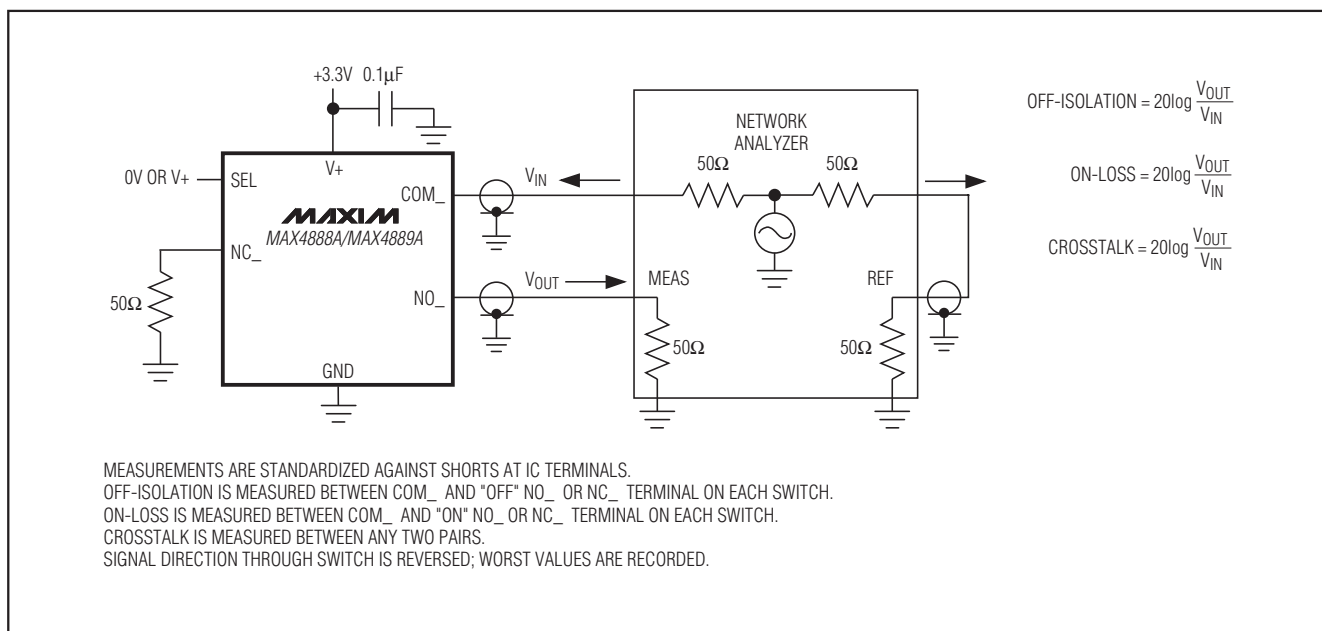 +3.3V 0.1µF
V+
0V OR V+
SEL
COM_
MAXIM
MAX4888A/MAX4889A
NC_
50Ω
NO_
GND
V_IN
V_OUT
NETWORK
ANALYZER
50Ω
50Ω
MEAS
REF
50Ω
50Ω
OFF-ISOLATION = 20log V_OUT/V_IN
ON-LOSS = 20log V_OUT/V_IN
CROSSTALK = 20log V_OUT/V_IN
MEASUREMENTS ARE STANDARDIZED AGAINST SHORTS AT IC TERMINALS.
OFF-ISOLATION IS MEASURED BETWEEN COM_ AND "OFF" NO_ OR NC_ TERMINAL ON EACH SWITCH.
ON-LOSS IS MEASURED BETWEEN COM_ AND "ON" NO_ OR NC_ TERMINAL ON EACH SWITCH.
CROSSTALK IS MEASURED BETWEEN ANY TWO PAIRS.
SIGNAL DIRECTION THROUGH SWITCH IS REVERSED; WORST VALUES ARE RECORDED.